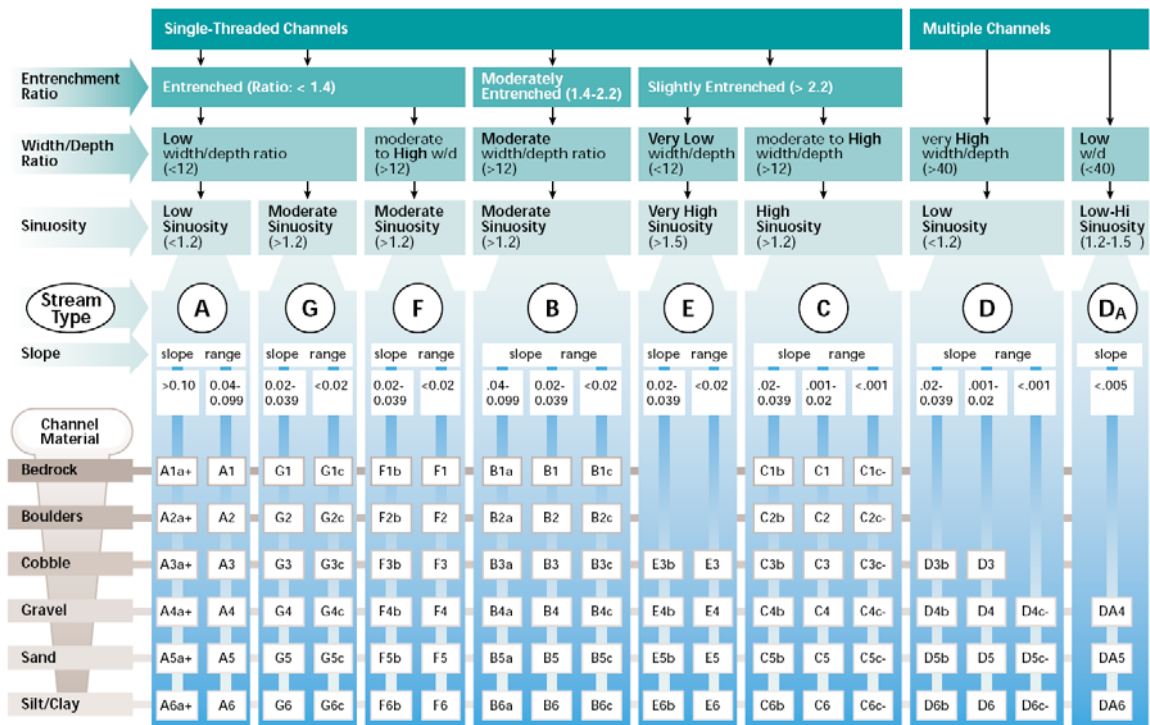 Single-Threaded Channels
Multiple Channels
Entrenchment
Ratio
Entrenched (Ratio: < 1.4)
Moderately
Entrenched (1.4-2.2)
Slightly Entrenched (> 2.2)
Width/Depth
Ratio
Low
width/depth ratio
(<12)
moderate
to High w/d
(>12)
Moderate
width/depth ratio
(>12)
Very Low
width/depth
(<12)
moderate to High
width/depth
(>12)
very High
width/depth
(>40)
Low
w/d
(<40)
Sinuosity
Low
Sinuosity
(<1.2)
Moderate
Sinuosity
(>1.2)
Moderate
Sinuosity
(>1.2)
Moderate
Sinuosity
(>1.2)
Very High
Sinuosity
(>1.5)
High
Sinuosity
(>1.2)
Low
Sinuosity
(<1.2)
Low-Hi
Sinuosity
(1.2-1.5 )
Stream
Type
A G F B E C D DA
Slope
slope range slope range slope range slope range slope range slope range slope range slope
>0.10
0.04-
0.099
0.02-
0.039
<0.02
0.02-
0.039
<0.02
.04-
0.099
0.02-
0.039
<0.02
0.02-
0.039
<0.02
.02-
0.039
.001-
0.02
<.001
.02-
0.039
.001-
0.02
<.001
<.005
Channel
Material
Bedrock A1a+ A1 G1 G1c F1b F1 B1a B1 B1c C1b C1 C1c-
Boulders A2a+ A2 G2 G2c F2b F2 B2a B2 B2c C2b C2 C2c-
Cobble A3a+ A3 G3 G3c F3b F3 B3a B3 B3c E3b E3 C3b C3 C3c- D3b D3
Gravel A4a+ A4 G4 G4c F4b F4 B4a B4 B4c E4b E4 C4b C4 C4c- D4b D4 D4c- DA4
Sand A5a+ A5 G5 G5c F5b F5 B5a B5 B5c E5b E5 C5b C5 C5c- D5b D5 D5c- DA5
Silt/Clay A6a+ A6 G6 G6c F6b F6 B6a B6 B6c E6b E6 C6b C6 C6c- D6b D6 D6c- DA6